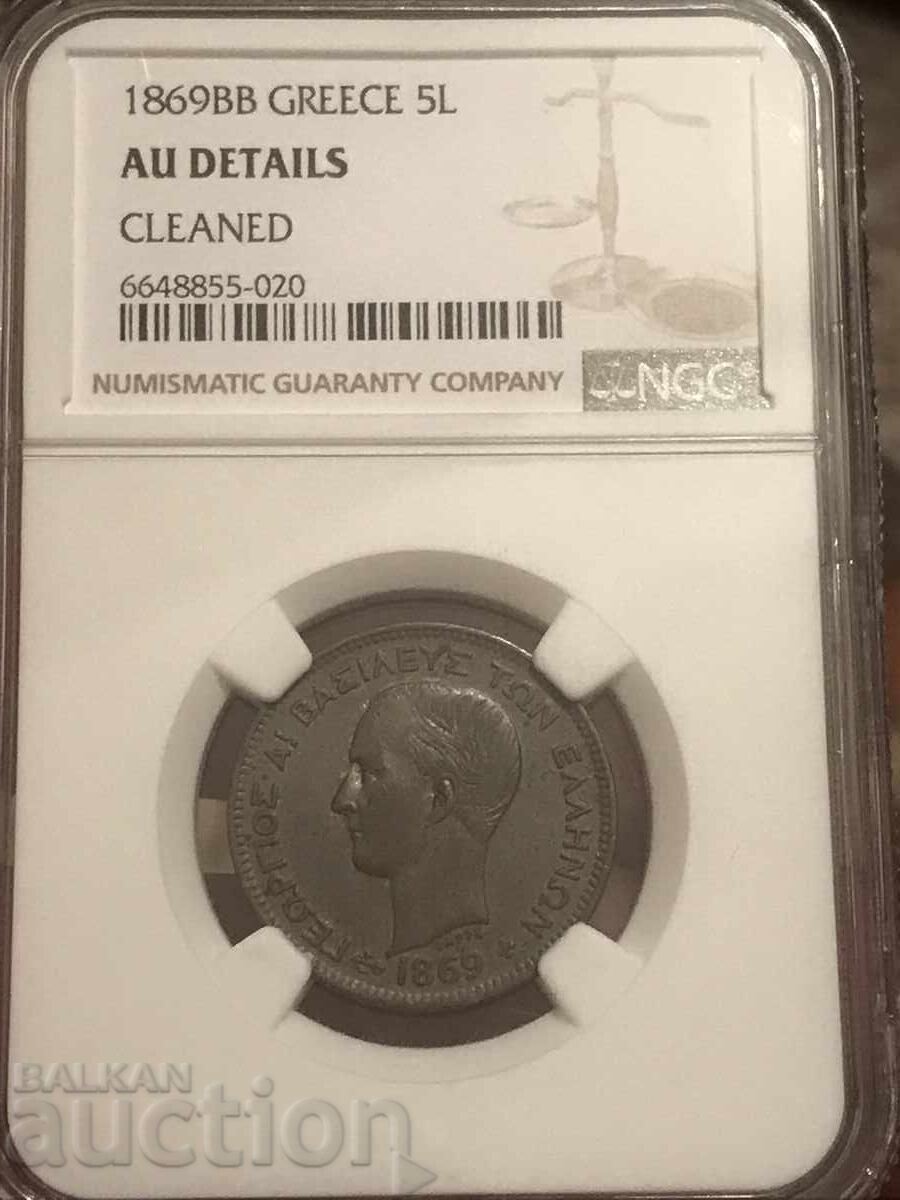 1869BB GREECE 5L
AU DETAILS
CLEANED
6648855-020
NUMISMATIC GUARANTY COMPANY
NGC®
ΓΕΩΡΓΙΟΣ·ΑΙ ΒΑΣΙΛΕΥΣ ΤΩΝ ΕΛΛΗΝΩΝ
1869
BALKAN
auction